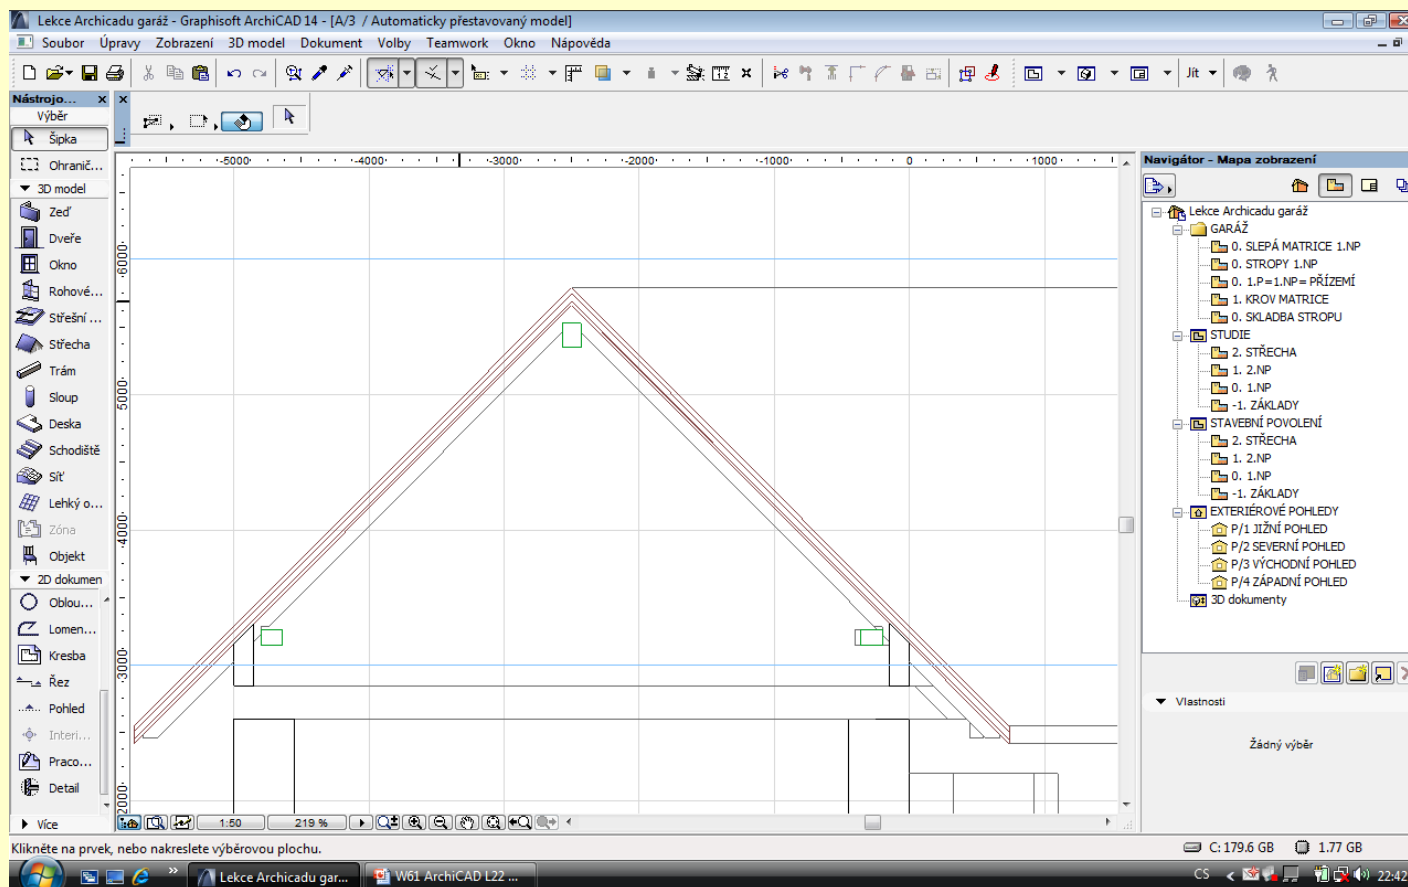 Lekce Archicadu garáž - Graphisoft ArchiCAD 14 - [A/3 / Automaticky přestavovaný model]
Soubor Úpravy Zobrazení 3D model Dokument Volby Teamwork Okno Nápověda
Jít
Nástrojo...
Výběr
Šipka
Ohranič...
3D model
Zeď
Dveře
Okno
Rohové...
Střešní ...
Střecha
Trám
Sloup
Deska
Schodiště
Síť
Lehký o...
Zóna
Objekt
2D dokumen
Oblou...
Lomen...
Kresba
Řez
Pohled
Interi...
Praco...
Detail
Více
-5000 -4000 -3000 -2000 -1000 0 1000
6000
5000
4000
3000
2000
1:50 219 %
Navigátor - Mapa zobrazení
Lekce Archicadu garáž
GARÁŽ
0. SLEPÁ MATRICE 1.NP
0. STROPY 1.NP
0. 1.P=1.NP= PŘÍZEMÍ
1. KROV MATRICE
0. SKLADBA STROPU
STUDIE
2. STŘECHA
1. 2.NP
0. 1.NP
-1. ZÁKLADY
STAVEBNÍ POVOLENÍ
2. STŘECHA
1. 2.NP
0. 1.NP
-1. ZÁKLADY
EXTERIÉROVÉ POHLEDY
P/1 JIŽNÍ POHLED
P/2 SEVERNÍ POHLED
P/3 VÝCHODNÍ POHLED
P/4 ZÁPADNÍ POHLED
3D dokumenty
Vlastnosti
Žádný výběr
Klikněte na prvek, nebo nakreslete výběrovou plochu.
C: 179.6 GB 1.77 GB
Lekce Archicadu gar... W61 ArchiCAD L22 ... CS 22:42